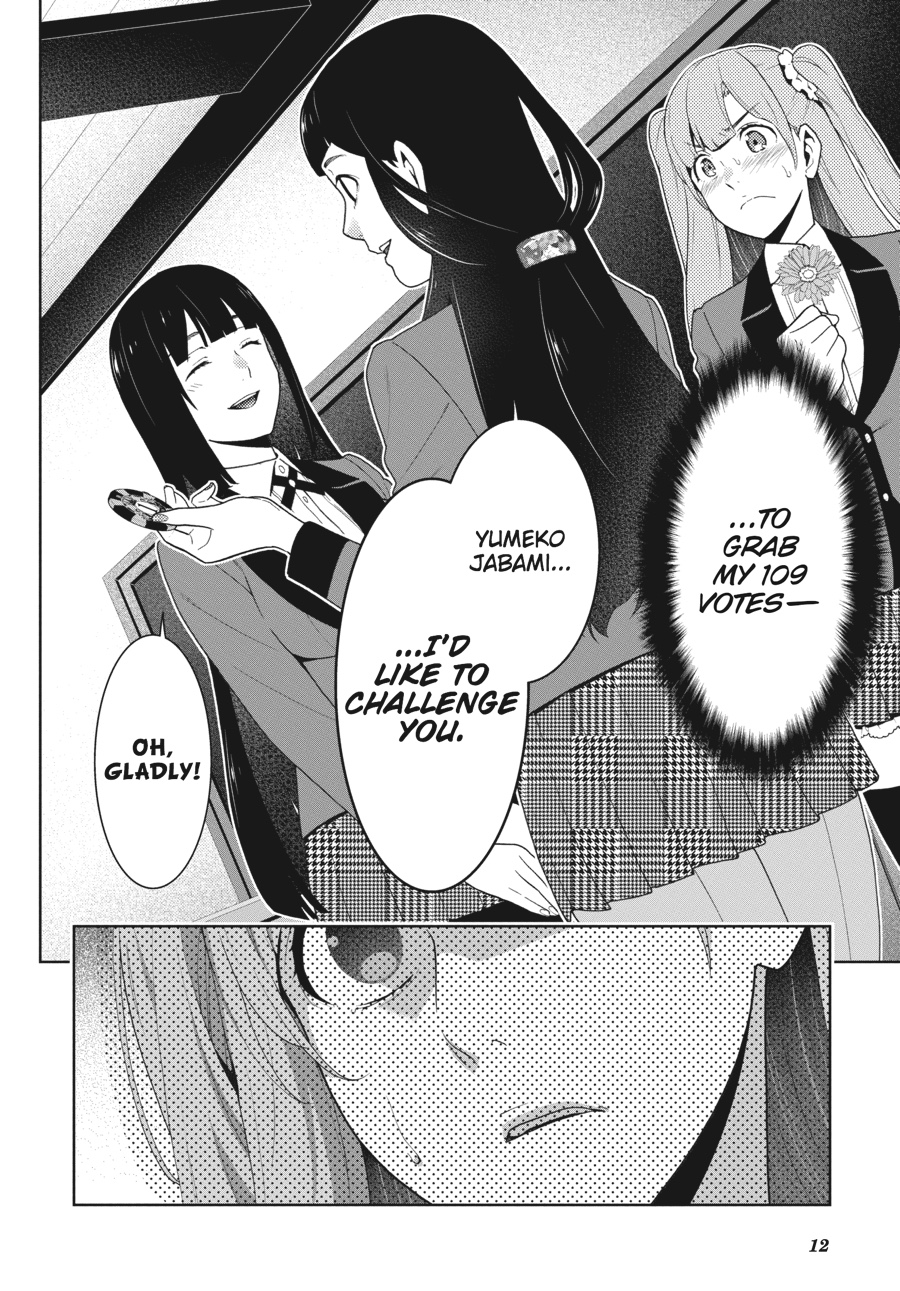 ...TO
GRAB
MY 109
VOTES—
YUMEKO
JABAMI...
...I'D
LIKE TO
CHALLENGE
YOU.
OH,
GLADLY!
12